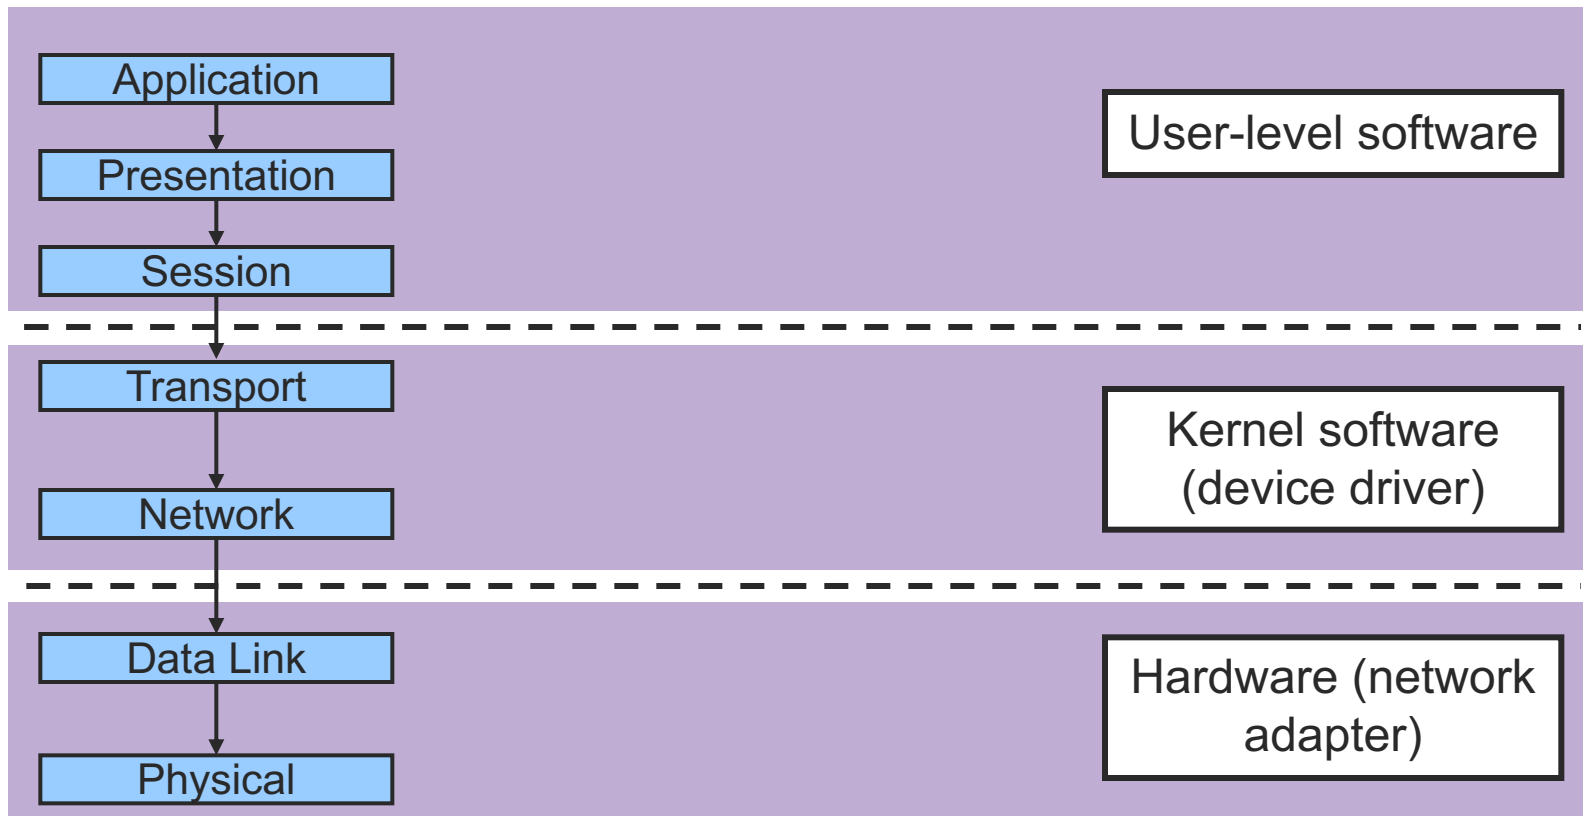 Application
Presentation
Session
User-level software
Transport
Network
Kernel software
(device driver)
Data Link
Physical
Hardware (network
adapter)